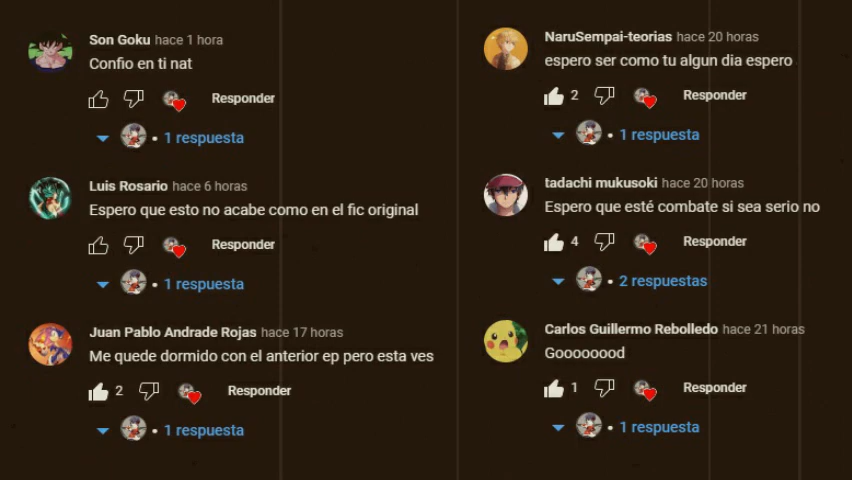 Son Goku hace 1 hora
Confio en ti nat
Responder
1 respuesta
Luis Rosario hace 6 horas
Espero que esto no acabe como en el fic original
Responder
1 respuesta
Juan Pablo Andrade Rojas hace 17 horas
Me quede dormido con el anterior ep pero esta ves
2 Responder
1 respuesta
NaruSempai-teorias hace 20 horas
espero ser como tu algun dia espero
2 Responder
1 respuesta
tadachi mukusoki hace 20 horas
Espero que esté combate si sea serio no
4 Responder
2 respuestas
Carlos Guillermo Rebolledo hace 21 horas
Goooooood
1 Responder
1 respuesta